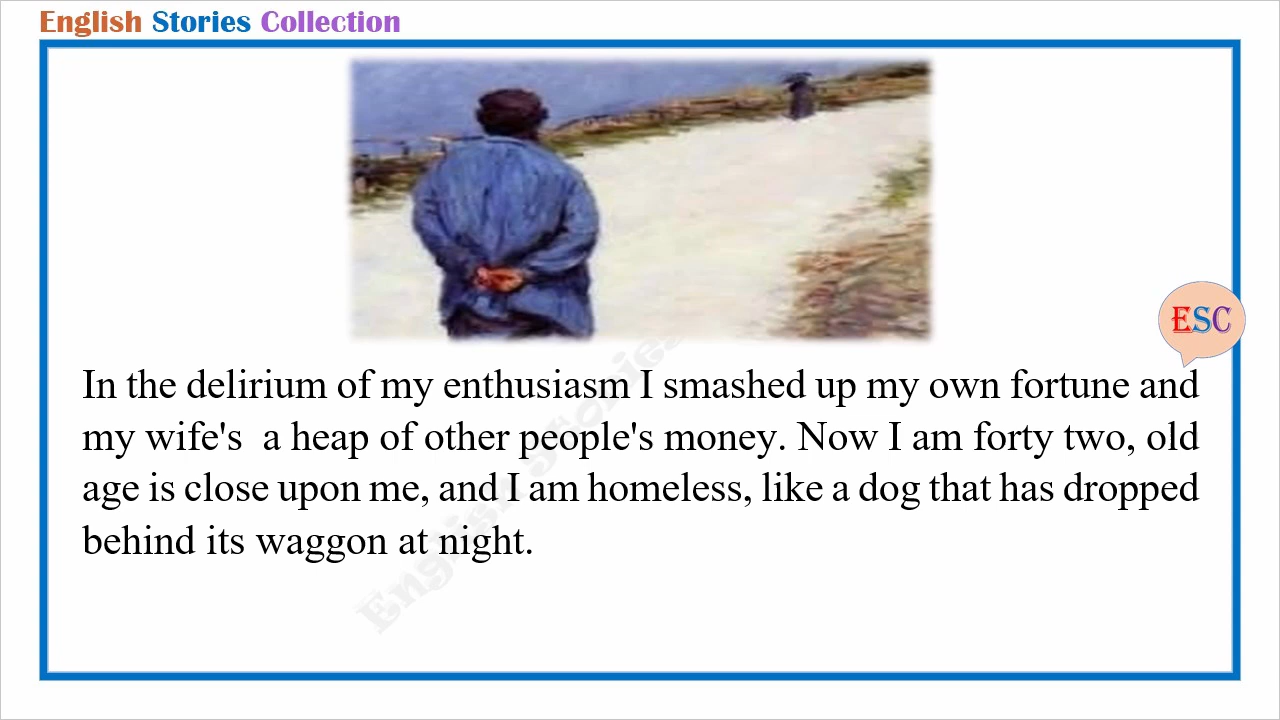 English Stories Collection
ESC
In the delirium of my enthusiasm I smashed up my own fortune and
my wife's  a heap of other people's money. Now I am forty two, old
age is close upon me, and I am homeless, like a dog that has dropped
behind its waggon at night.
English Stories